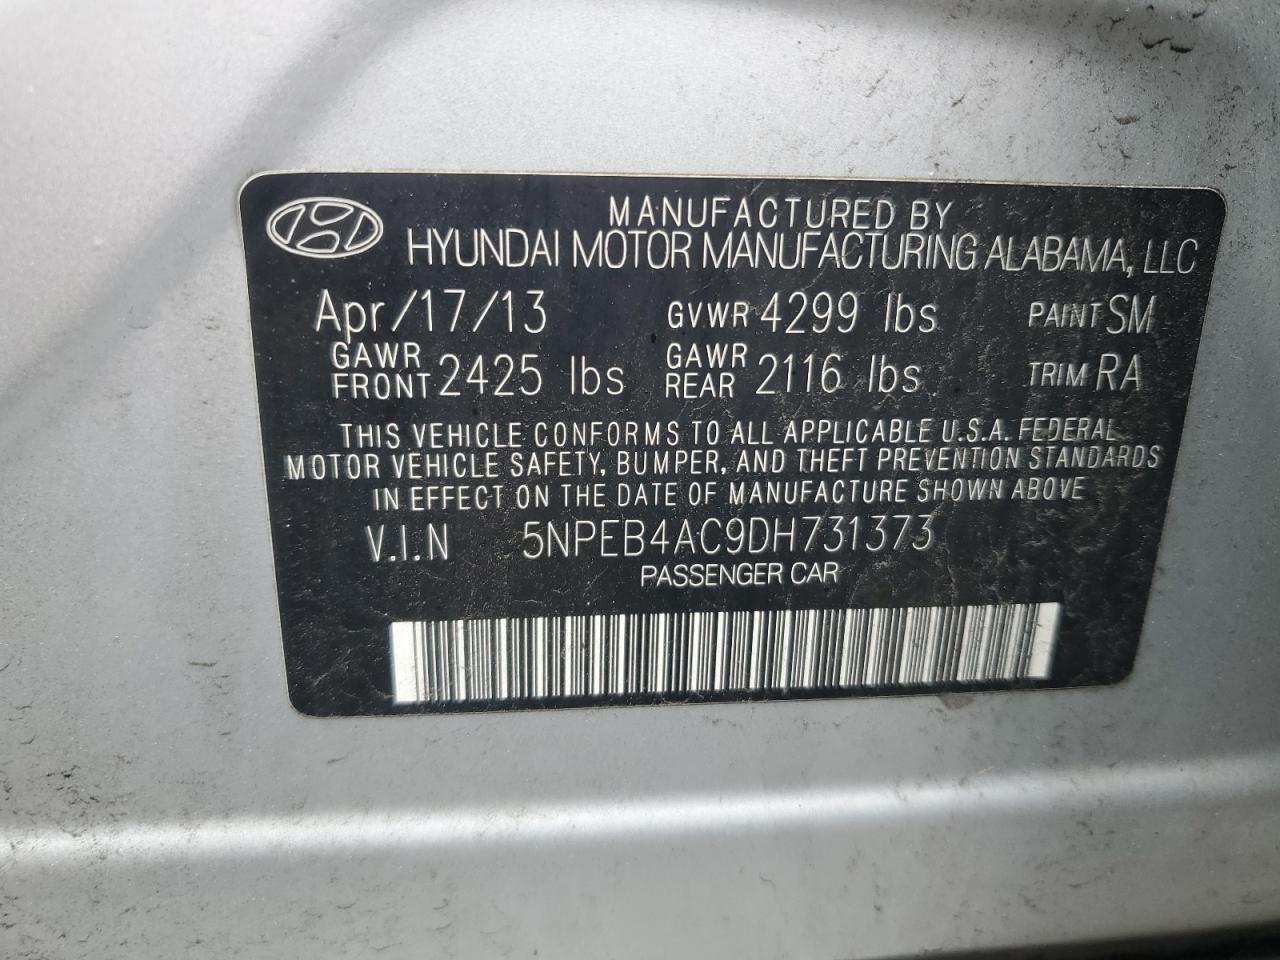 MANUFACTURED BY
HYUNDAI MOTOR MANUFACTURING ALABAMA, LLC
Apr/17/13 GVWR 4299 lbs PAINT SM
GAWR FRONT 2425 lbs GAWR REAR 2116 lbs TRIM RA
THIS VEHICLE CONFORMS TO ALL APPLICABLE U.S.A. FEDERAL
MOTOR VEHICLE SAFETY, BUMPER, AND THEFT PREVENTION STANDARDS
IN EFFECT ON THE DATE OF MANUFACTURE SHOWN ABOVE
V.I.N 5NPEB4AC9DH731373
PASSENGER CAR